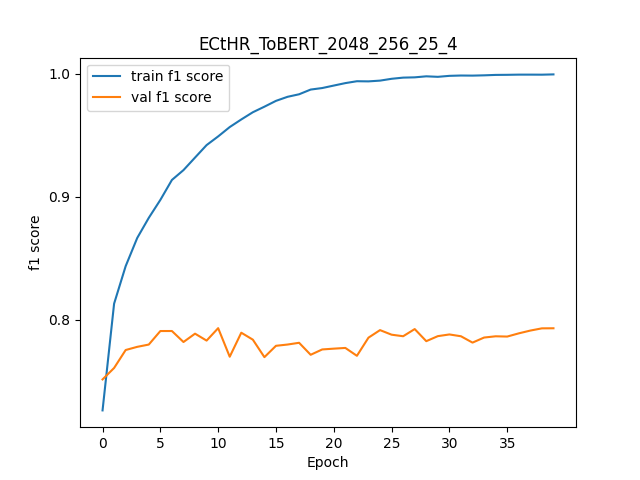 ECtHR_ToBERT_2048_256_25_4
train f1 score
val f1 score
1.0
0.9
0.8
f1 score
0 5 10 15 20 25 30 35
Epoch